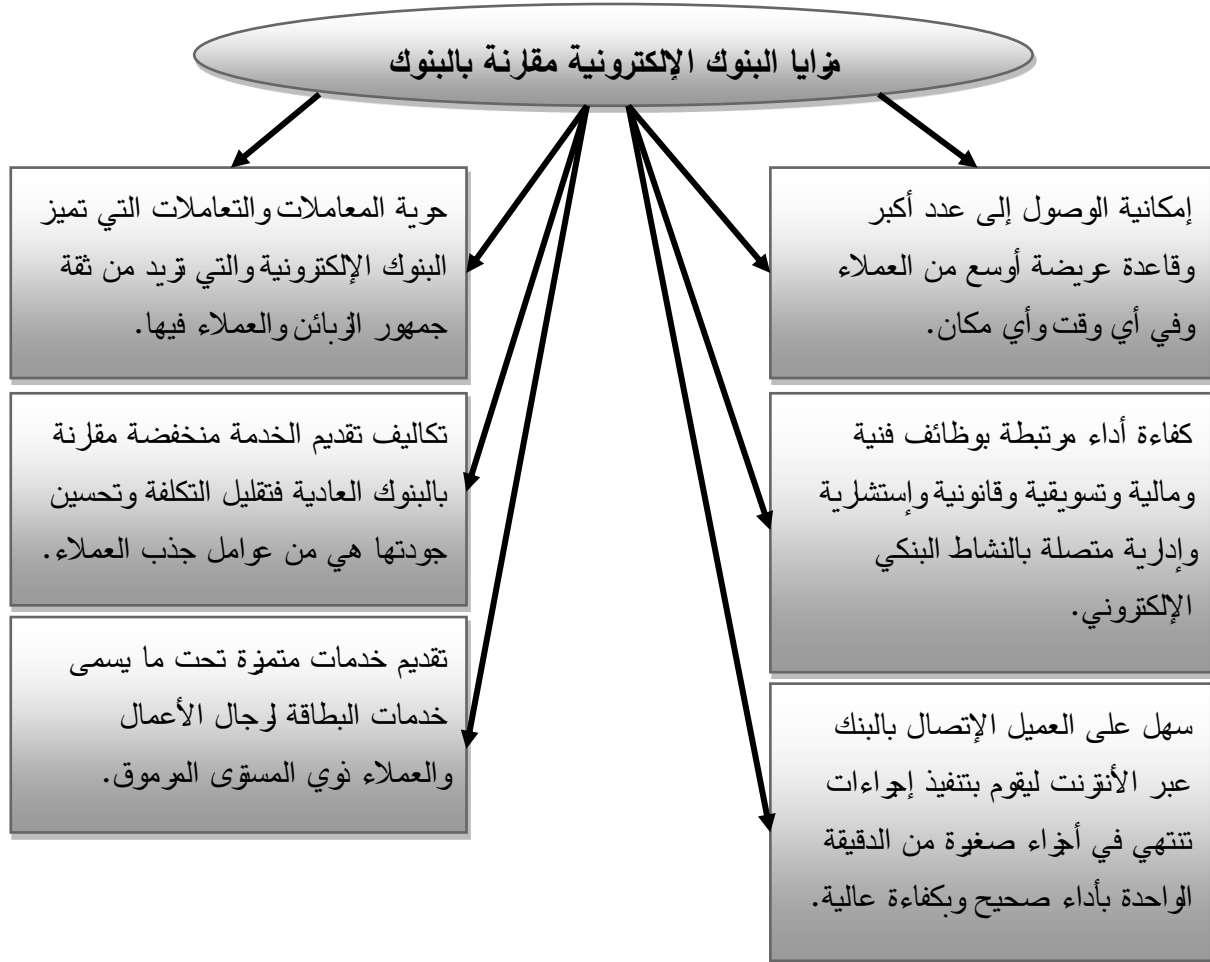 مزايا البنوك الإلكترونية مقارنة بالبنوك
إمكانية الوصول إلى عدد أكبر
وقاعدة عريضة أوسع من العملاء
وفي أي وقت وأي مكان.
كفاءة أداء مرتبطة بوظائف فنية
ومالية وتسويقية وقانونية وإستشارية
وإدارية متصلة بالنشاط البنكي
الإلكتروني.
سهل على العميل الإتصال بالبنك
عبر الأنترنت ليقوم بتنفيذ إجراءات
تنتهي في أجزاء صغيرة من الدقيقة
الواحدة بأداء صحيح وبكفاءة عالية.
حرية المعاملات والتعاملات التي تميز
البنوك الإلكترونية والتي تزيد من ثقة
جمهور الزبائن والعملاء فيها.
تكاليف تقديم الخدمة منخفضة مقارنة
بالبنوك العادية فتقليل التكلفة وتحسين
جودتها هي من عوامل جذب العملاء.
تقديم خدمات متميزة تحت ما يسمى
خدمات البطاقة لرجال الأعمال
والعملاء ذوي المستوى المرموق.